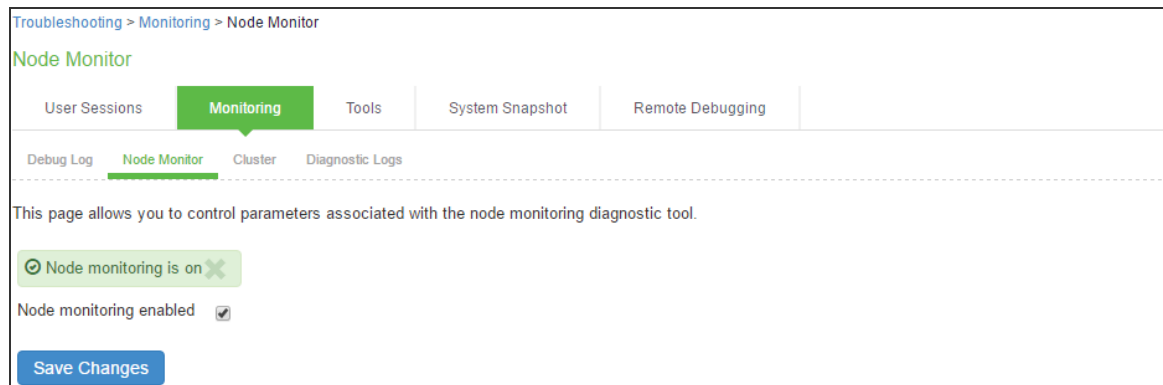 Troubleshooting > Monitoring > Node Monitor
Node Monitor
User Sessions Monitoring Tools System Snapshot Remote Debugging
Debug Log Node Monitor Cluster Diagnostic Logs
This page allows you to control parameters associated with the node monitoring diagnostic tool.
Node monitoring is on
Node monitoring enabled
Save Changes